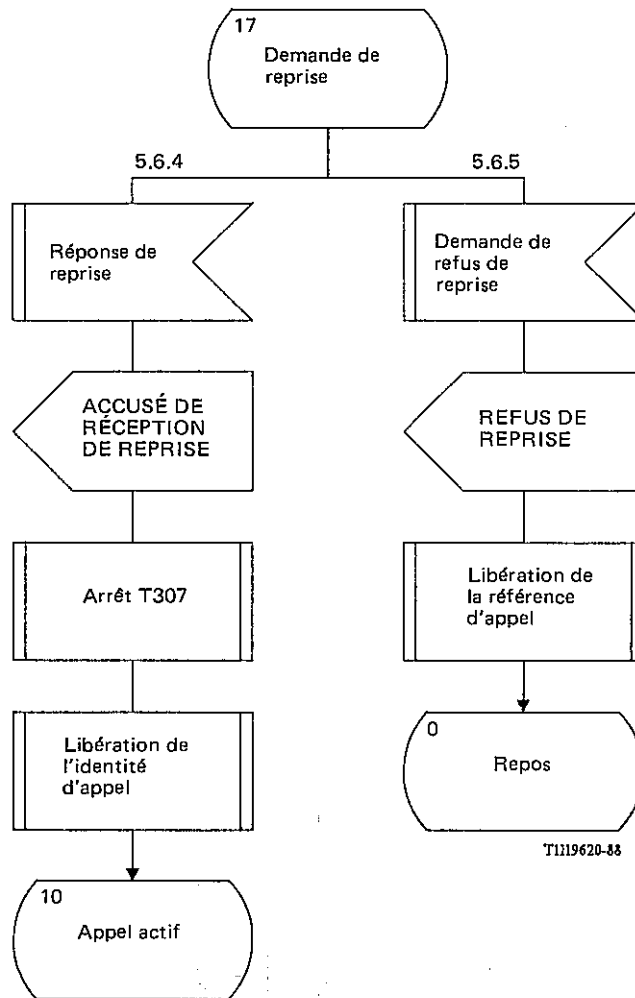 17
Demande de
reprise
5.6.4
5.6.5
Réponse de
reprise
Demande de
refus de
reprise
ACCUSÉ DE
RÉCEPTION
DE REPRISE
REFUS DE
REPRISE
Arrêt T307
Libération de
la référence
d'appel
Libération de
l'identité
d'appel
0
Repos
T1119620-88
10
Appel actif